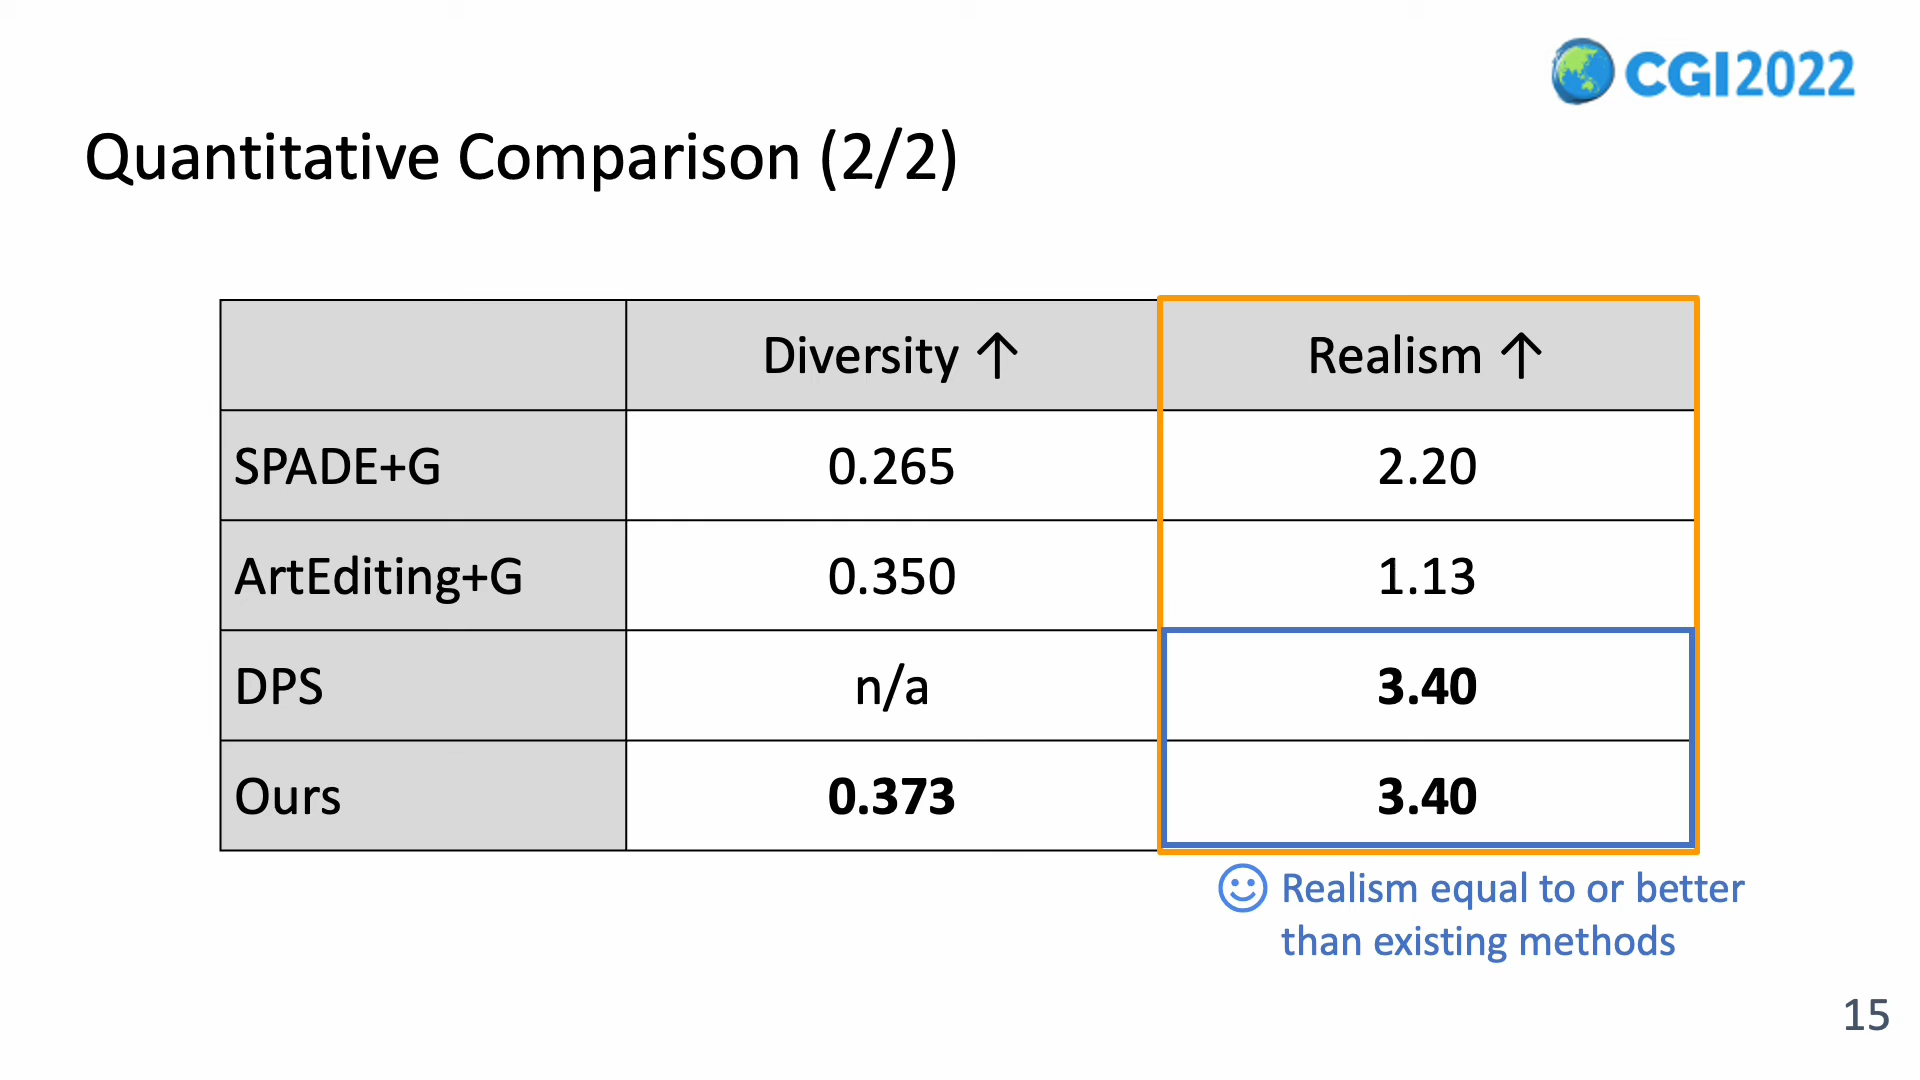 CGI2022
Quantitative Comparison (2/2)
Diversity ↑ Realism ↑
SPADE+G 0.265 2.20
ArtEditing+G 0.350 1.13
DPS n/a 3.40
Ours 0.373 3.40
Realism equal to or better
than existing methods
15